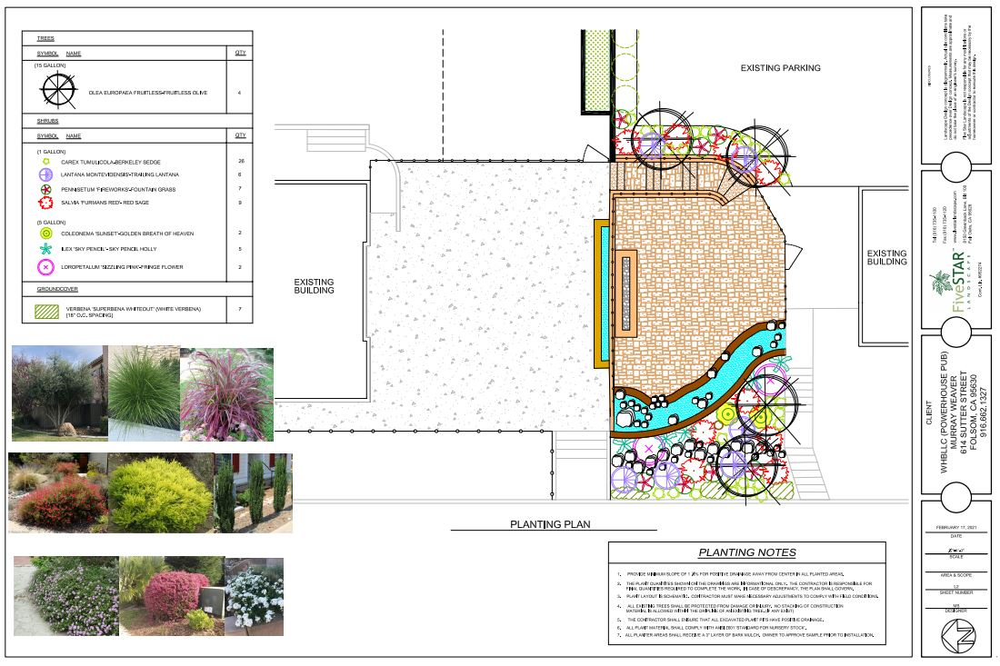 TREES
SYMBOL NAME QTY
(15 GALLON)
OLEA EUROPAEA FRUITLESS-FRUITLESS OLIVE 4
SHRUBS
SYMBOL NAME QTY
(1 GALLON)
CAREX TUMULICOLA-BERKELEY SEDGE 26
LANTANA MONTEVIDENSIS-TRAILING LANTANA 6
PENNISETUM 'FIREWORKS'-FOUNTAIN GRASS 7
SALVIA 'FURMANS RED'- RED SAGE 9
(5 GALLON)
COLEONEMA 'SUNSET'-GOLDEN BREATH OF HEAVEN 2
ILEX 'SKY PENCIL'- SKY PENCIL HOLLY 5
LOROPETALUM 'SIZZLING PINK'-FRINGE FLOWER 2
GROUNDCOVER
VERBENA 'SUPERBENA WHITEOUT' (WHITE VERBENA) 7
[18" O.C. SPACING]
EXISTING PARKING
EXISTING
BUILDING
EXISTING
BUILDING
PLANTING PLAN
PLANTING NOTES
1. PROVIDE MINIMUM SLOPE OF 1 FOR POSITIVE DRAINAGE AWAY FROM CENTER IN ALL PLANTED AREAS.
2. THE PLANT QUANTITES SHOWN ON THE DRAWINGS ARE INFORMATIONAL ONLY. THE CONTRACTOR IS RESPONSIBLE FOR
FINAL QUANTITIES REQUIRED TO COMPLETE THE WORK. IN CASE OF DESCREPRACY, THE PLAN SHALL GOVERN.
3. PLANT LAYOUT IS SCHEMATIC. CONTRACTOR MUST MAKE NECESSARY ADJUSTMENTS TO COMPLY WITH FIELD CONDITIONS.
4. ALL EXISTING TREES SHALL BE PROTECTED FROM DAMAGE OR INJURY. NO STACKING OF CONSTRUCTION
MATERIAL IS ALLOWED WITHIN THE DRIPLINE OF AN EXISTING TREE. (IF ANY EXIST)
5. THE CONTRACTOR SHALL ENSURE THAT ALL EXCAVATED PLANT PITS HAVE POSITIVE DRAINAGE.
6. ALL PLANT MATERIAL SHALL COMPLY WITH ANSI Z60.1 STANDARD FOR NURSERY STOCK.
7. ALL PLANTER AREAS SHALL RECEIVE A 3" LAYER OF BARK MULCH. OWNER TO APPROVE SAMPLE PRIOR TO INSTALLATION.
FiveSTAR
LANDSCAPE
www.fivestarlandscape.com
Fair Oaks, CA 95628
CLIENT
WHBLLC (POWERHOUSE PUB)
MURRAY WEAVER
614 SUTTER STREET
FOLSOM, CA 95630
916.662.1327
FEBRUARY 17, 2021
DATE
SCALE
AREA & SCOPE
L2
SHEET NUMBER
MS
DESIGNER